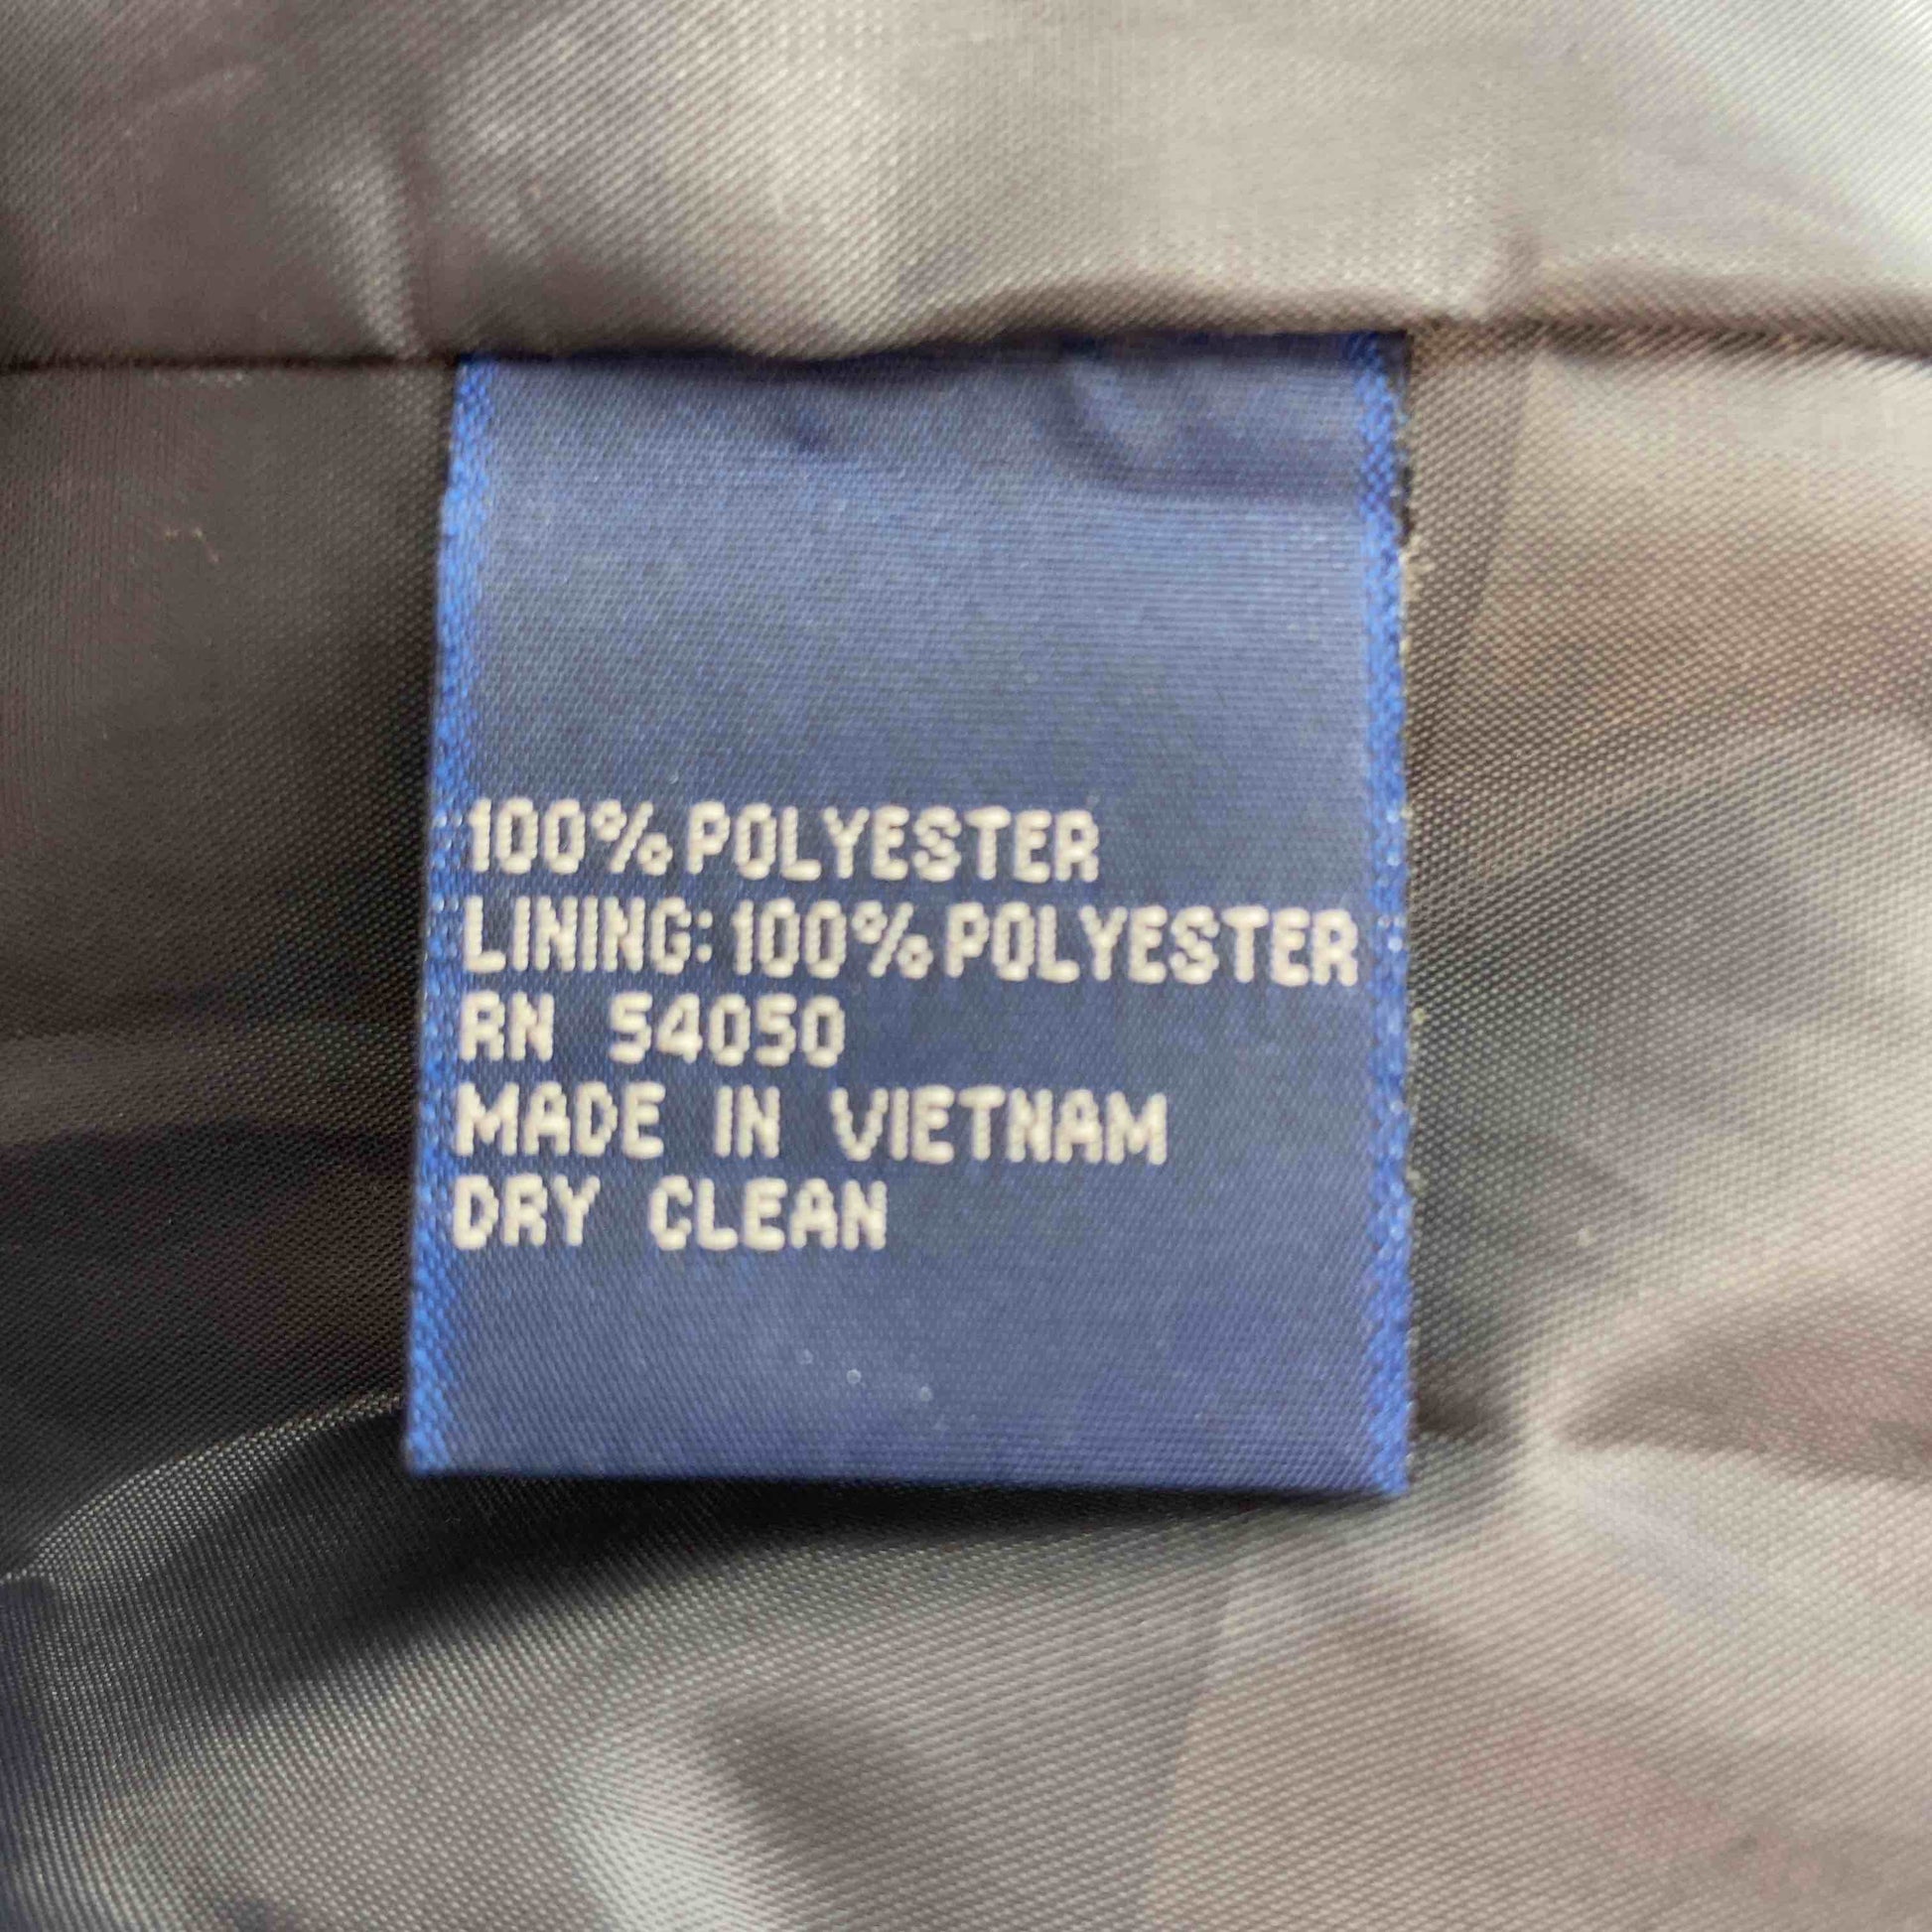 100% POLYESTER
LINING: 100% POLYESTER
RN 54050
MADE IN VIETNAM
DRY CLEAN